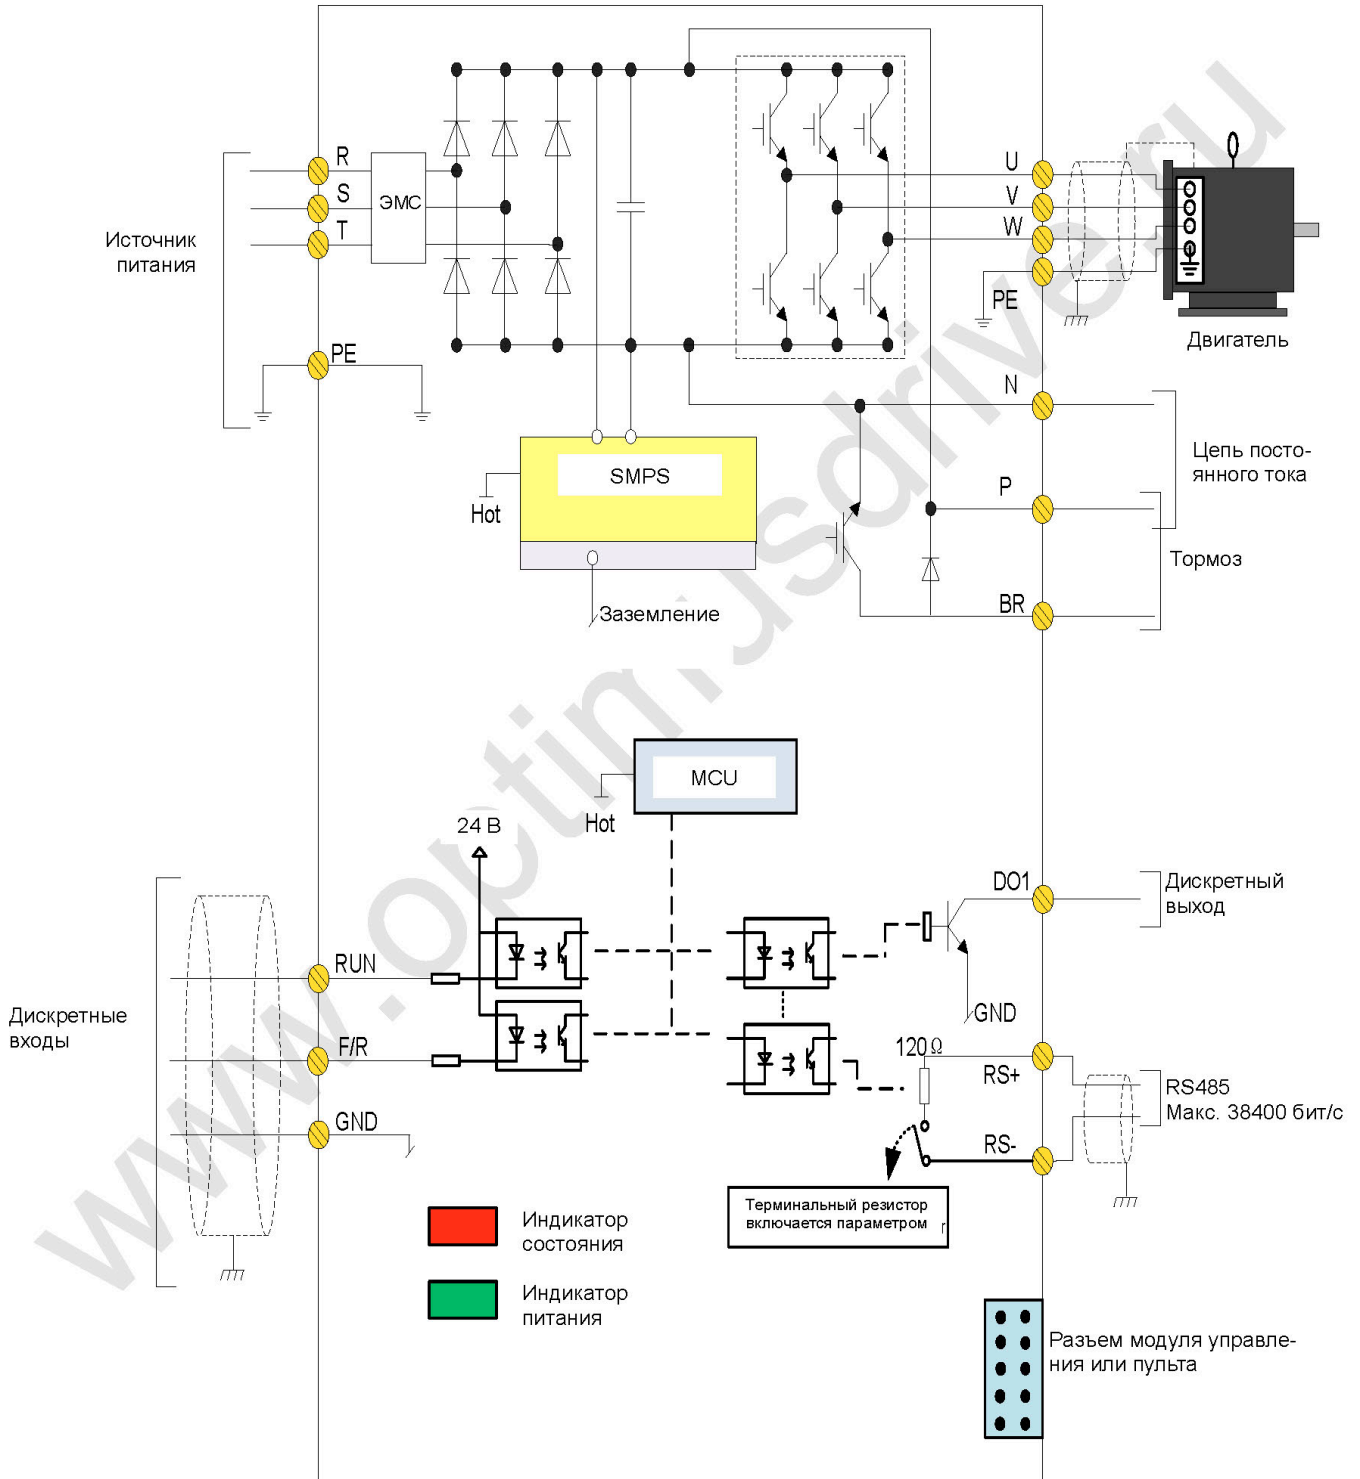 R
S
T
ЭМС
Источник
питания
PE
U
V
W
PE
Двигатель
N
Цепь посто-
янного тока
P
SMPS
Hot
Тормоз
BR
Заземление
MCU
Hot
24 В
DO1
Дискретный
выход
RUN
GND
Дискретные
входы
F/R
120 Ω
RS+
RS485
Макс. 38400 бит/с
GND
RS-
Терминальный резистор
включается параметром
Индикатор
состояния
Индикатор
питания
Разъем модуля управле-
ния или пульта
www.optimusdrive.ru